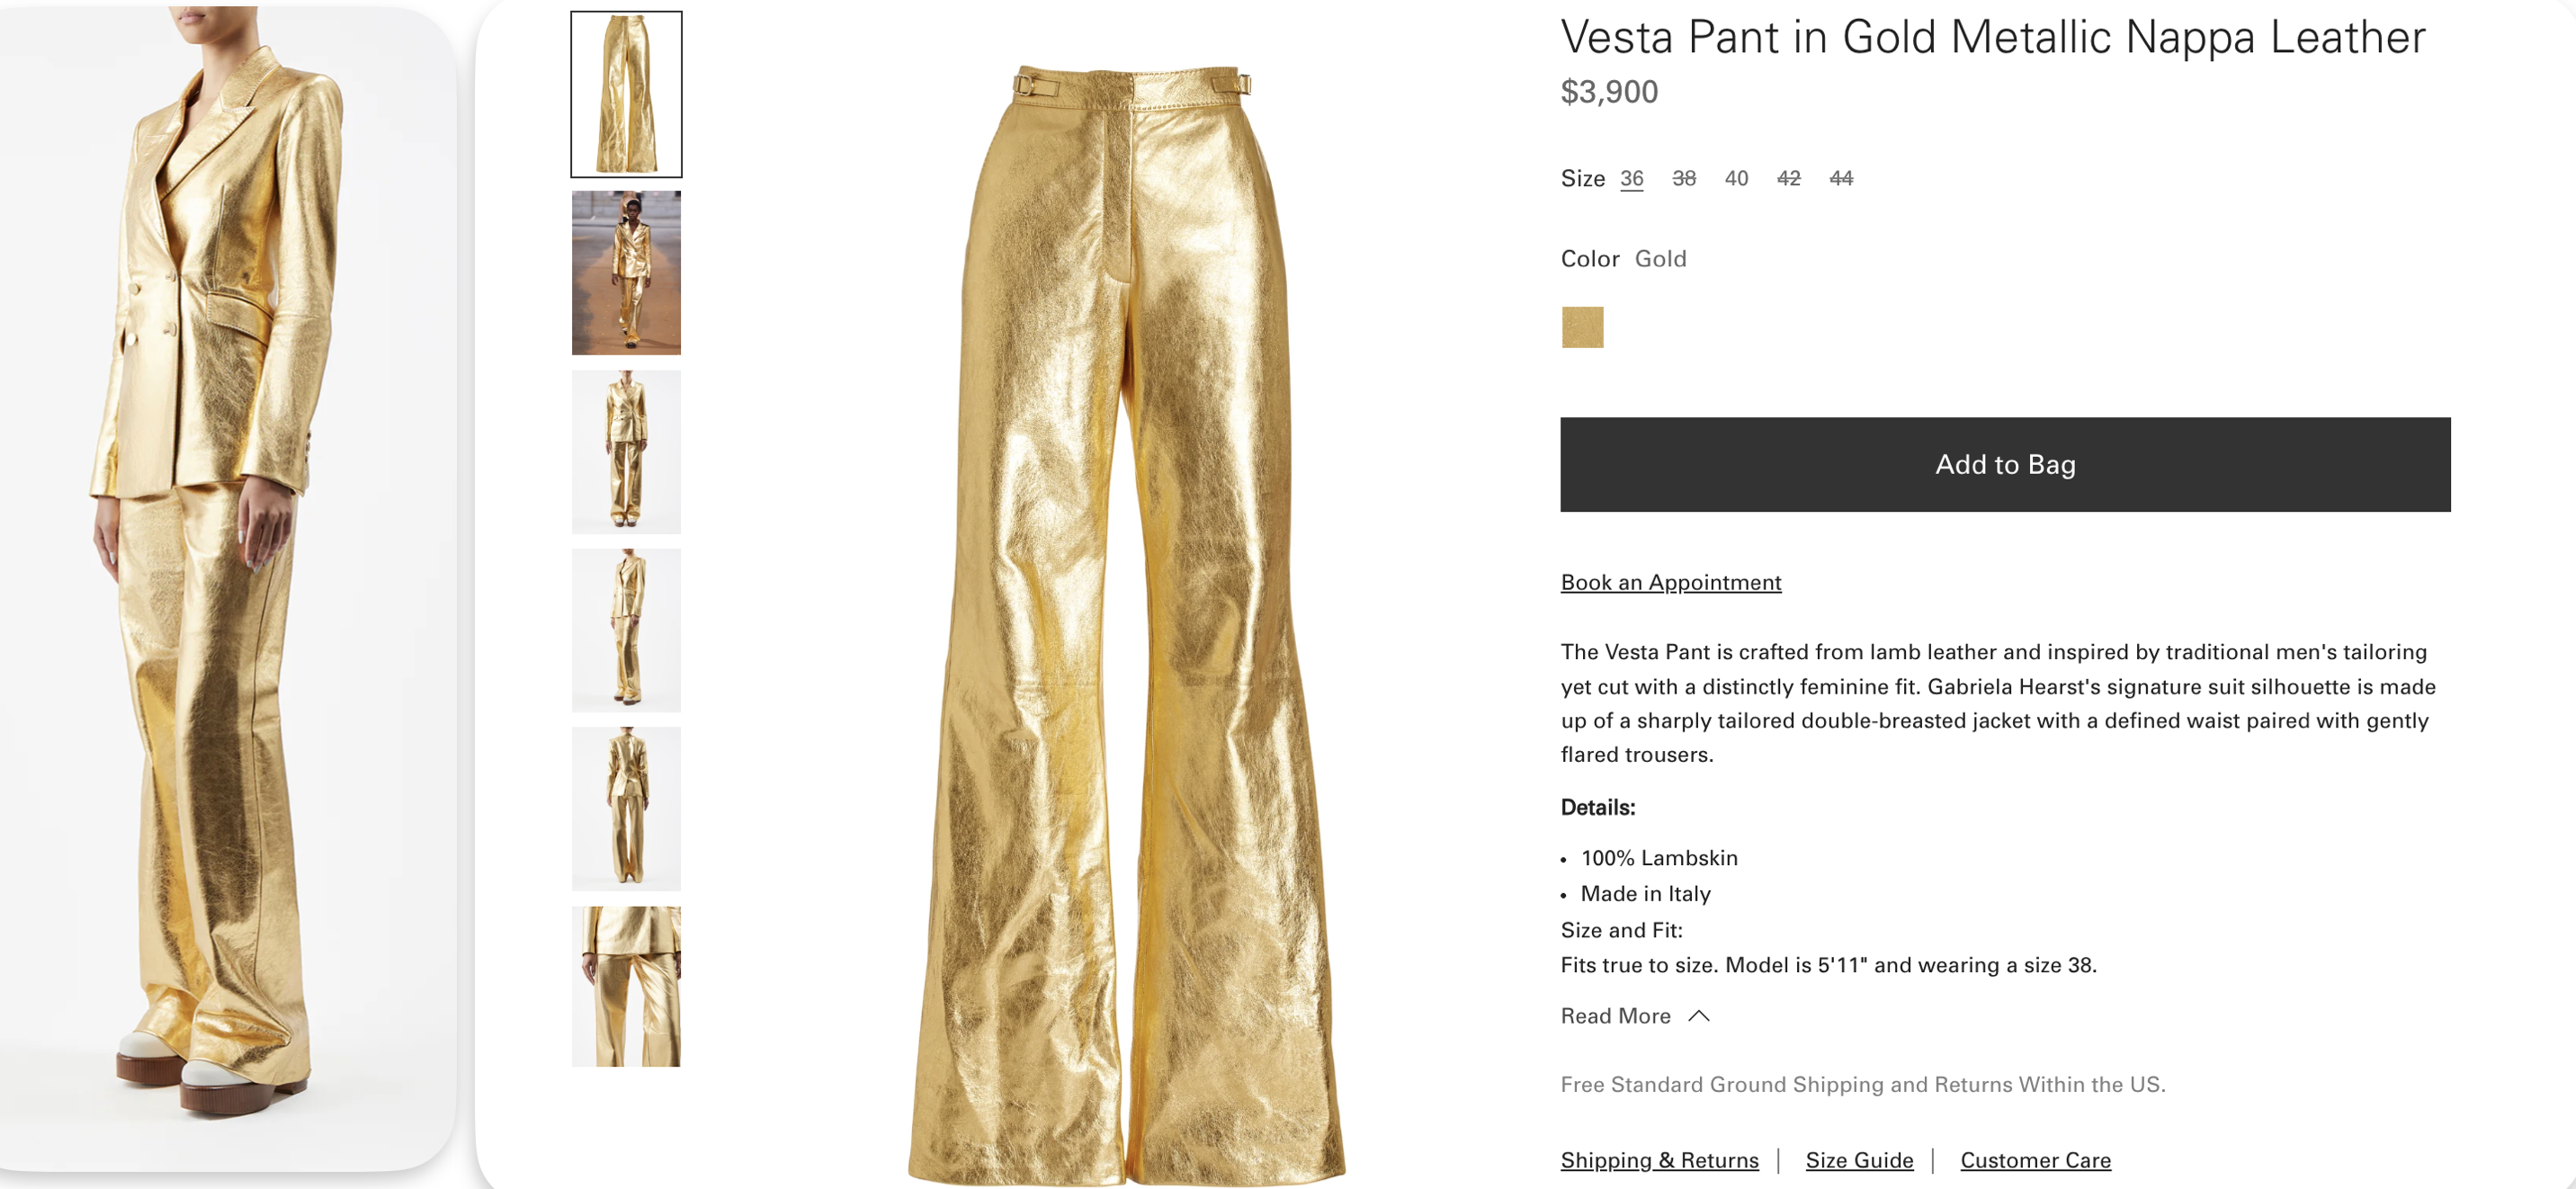 Vesta Pant in Gold Metallic Nappa Leather
$3,900
Size 36 38 40 42 44
Color Gold
Add to Bag
Book an Appointment
The Vesta Pant is crafted from lamb leather and inspired by traditional men's tailoring
yet cut with a distinctly feminine fit. Gabriela Hearst's signature suit silhouette is made
up of a sharply tailored double-breasted jacket with a defined waist paired with gently
flared trousers.
Details:
• 100% Lambskin
• Made in Italy
Size and Fit:
Fits true to size. Model is 5'11" and wearing a size 38.
Read More
Free Standard Ground Shipping and Returns Within the US.
Shipping & Returns | Size Guide | Customer Care